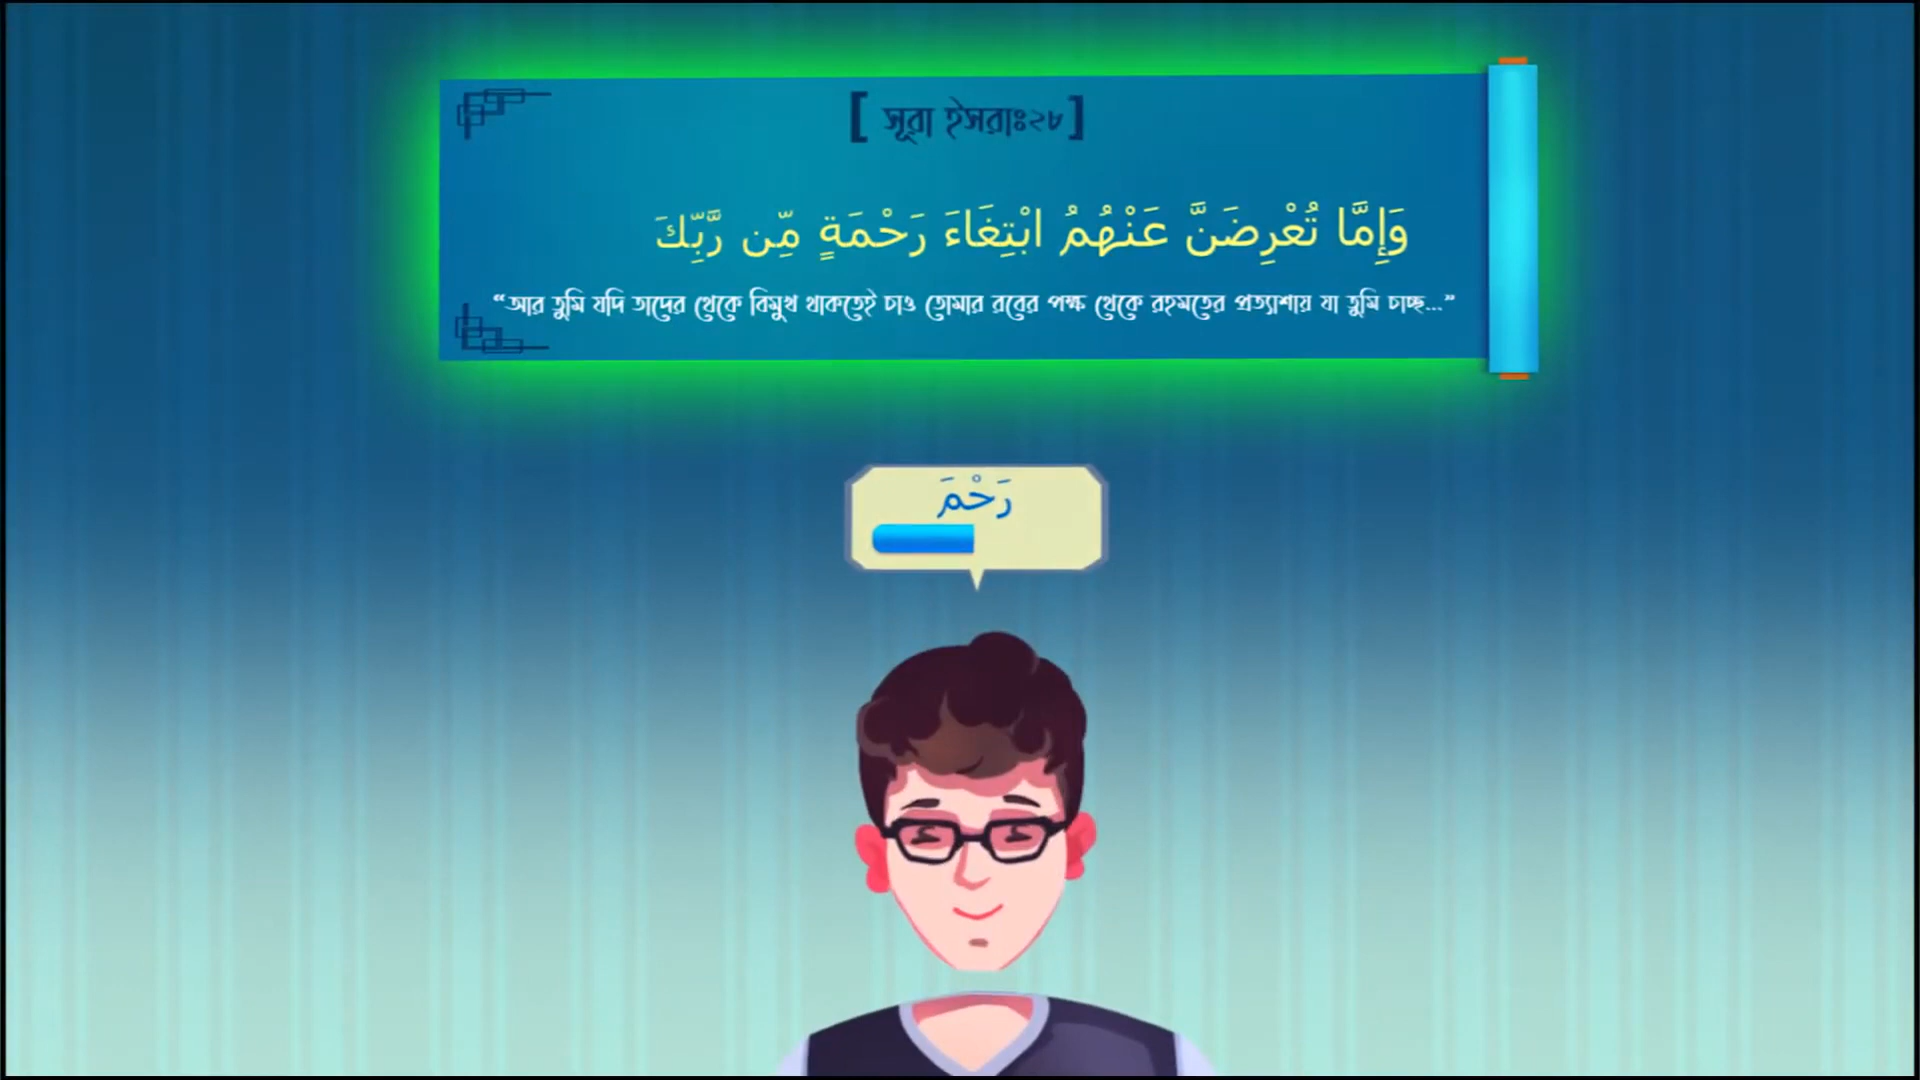 [ সূরা ইসরাঃ২৮]
وَإِمَّا تُعْرِضَنَّ عَنْهُمُ ابْتِغَاءَ رَحْمَةٍ مِّن رَّبِّكَ
“আর তুমি যদি তাদের থেকে বিমুখ থাকতেই চাও তোমার রবের পক্ষ থেকে রহমতের প্রত্যাশায় যা তুমি চাচ্ছ...”
رَحْمَ